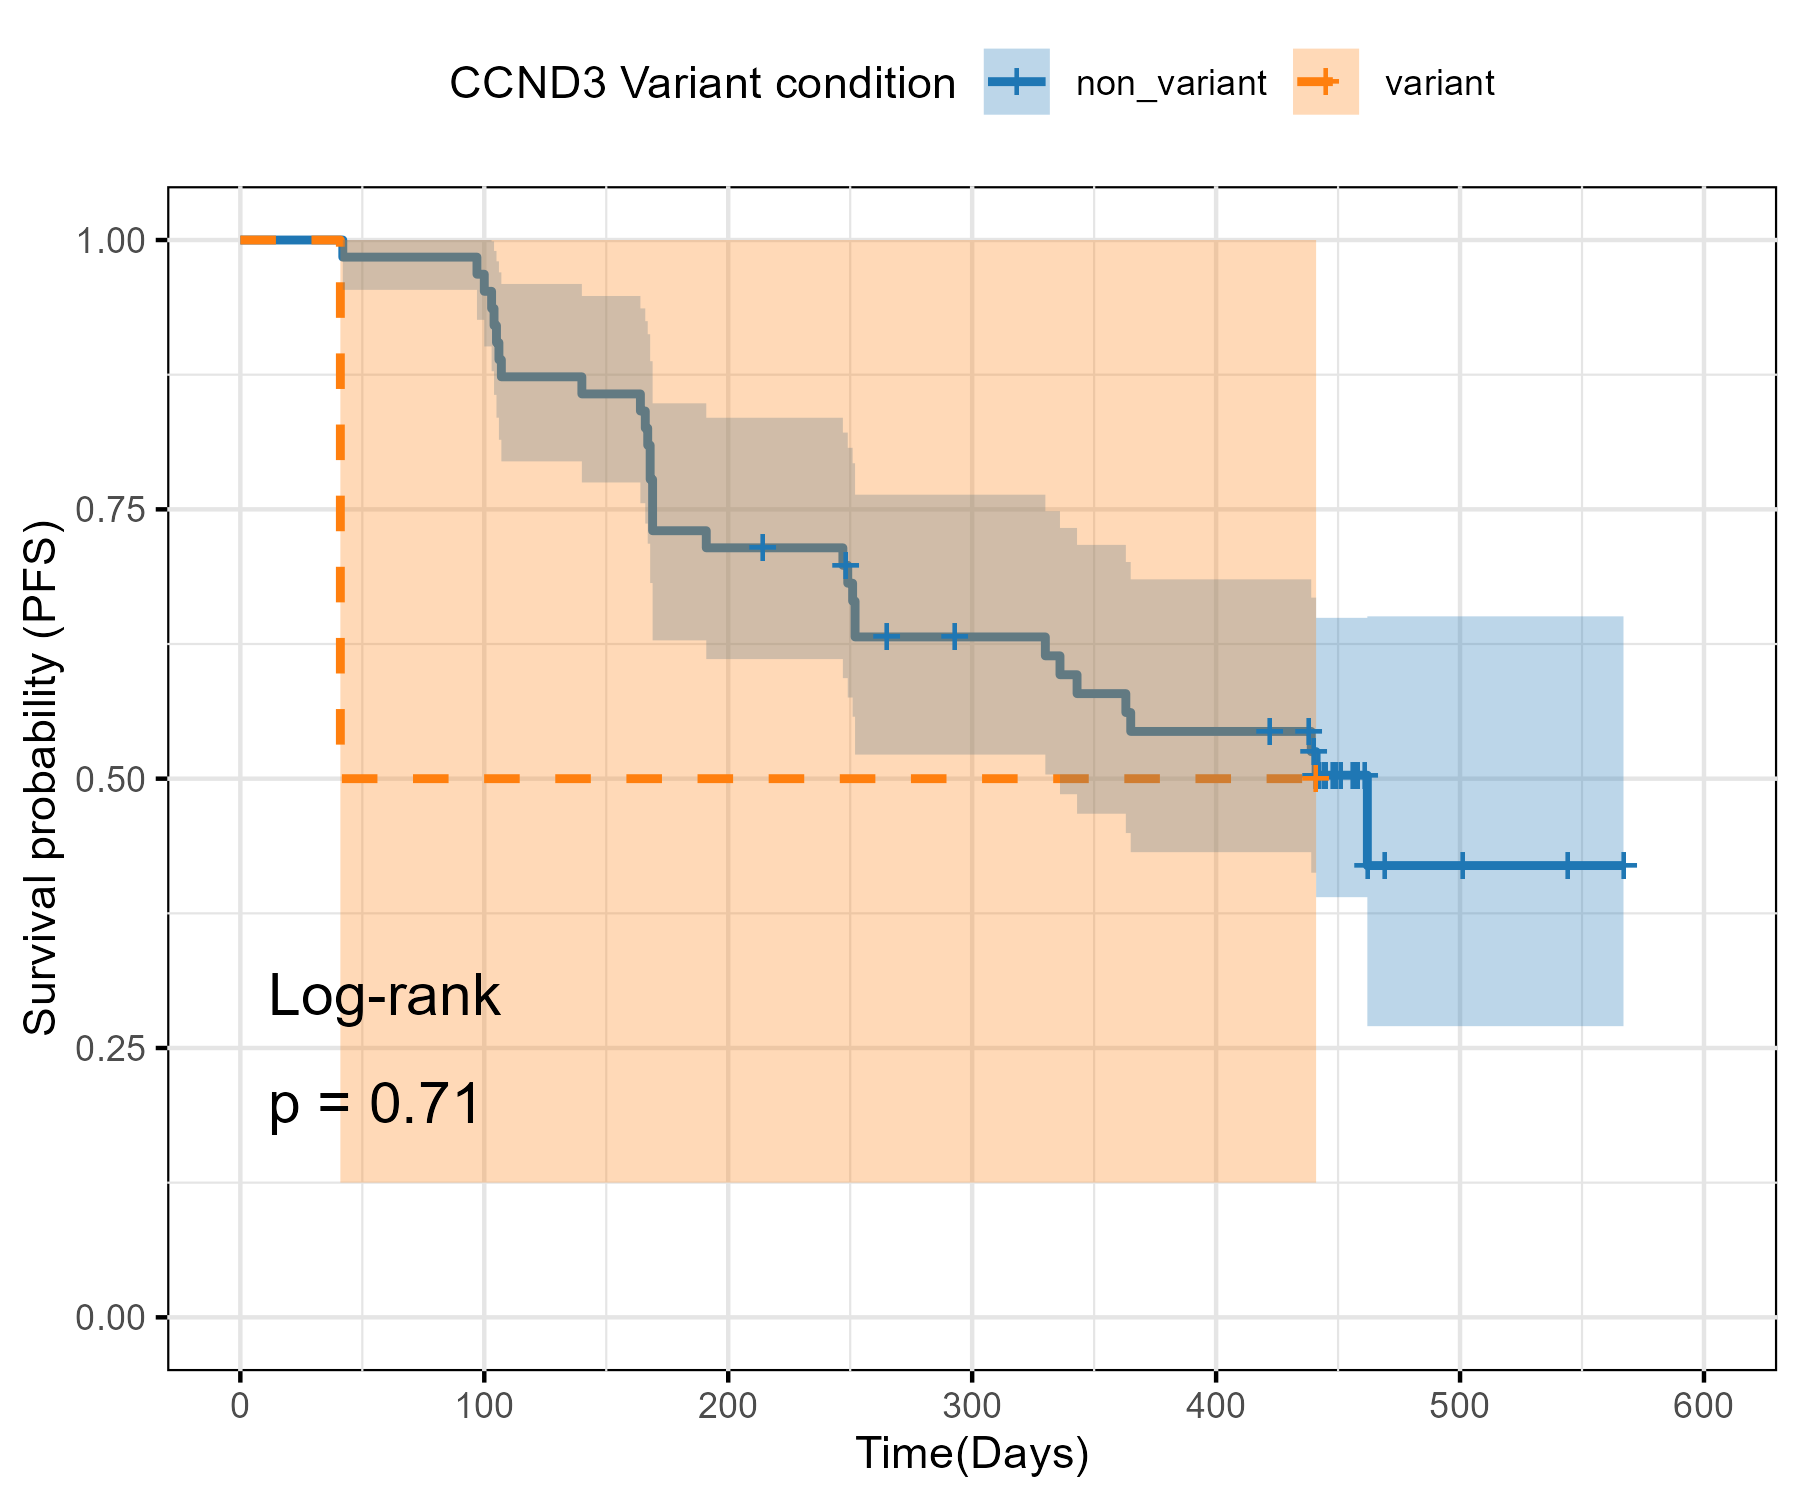 CCND3 Variant condition non_variant variant
1.00
0.75
0.50
0.25
0.00
Survival probability (PFS)
Log-rank
p = 0.71
0 100 200 300 400 500 600
Time(Days)